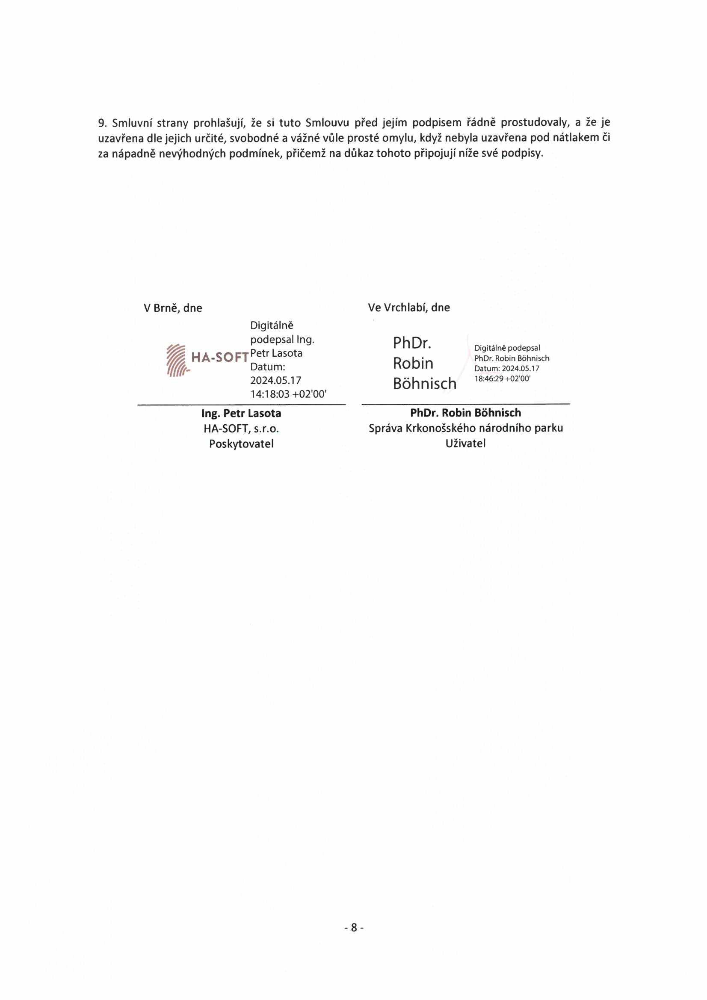 9. Smluvní strany prohlašují, že si tuto Smlouvu před jejím podpisem řádně prostudovaly, a že je
uzavřena dle jejich určité, svobodné a vážné vůle prosté omylu, když nebyla uzavřena pod nátlakem či
za nápadně nevýhodných podmínek, přičemž na důkaz tohoto připojují níže své podpisy.
V Brně, dne
HA-SOFT
Digitálně
podepsal Ing.
Petr Lasota
Datum:
2024.05.17
14:18:03 +02'00'
Ing. Petr Lasota
HA-SOFT, s.r.o.
Poskytovatel
Ve Vrchlabí, dne
PhDr.
Robin
Böhnisch
Digitálně podepsal
PhDr. Robin Böhnisch
Datum: 2024.05.17
18:46:29 +02'00'
PhDr. Robin Böhnisch
Správa Krkonošského národního parku
Uživatel
- 8 -